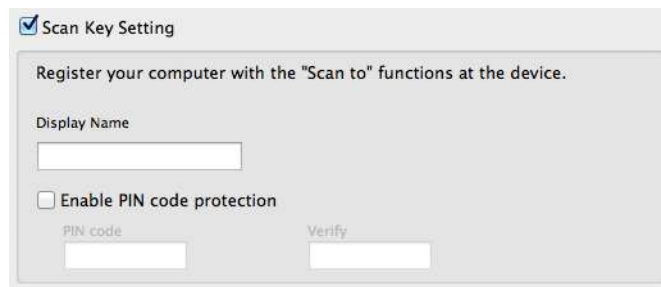 Scan Key Setting
Register your computer with the "Scan to" functions at the device.
Display Name
Enable PIN code protection
PIN code Verify